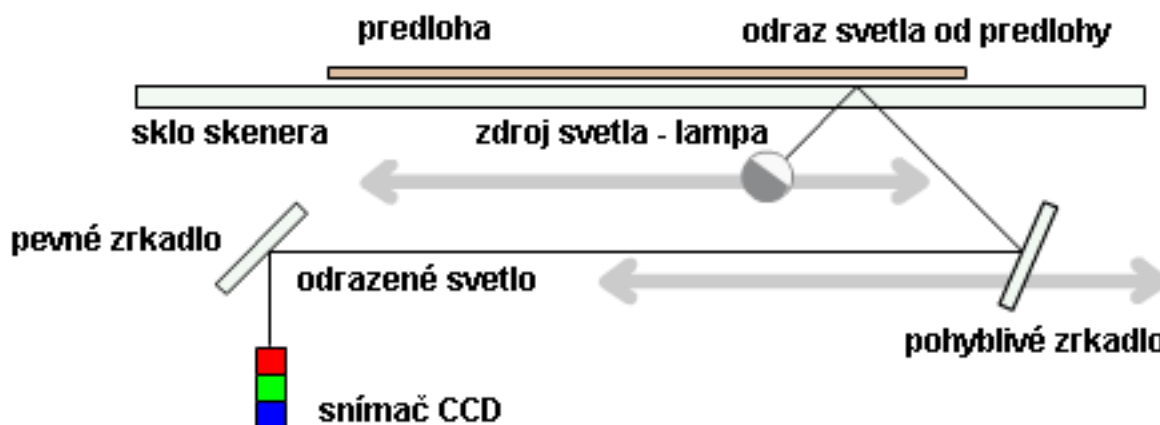 predloha
odraz svetla od predlohy
sklo skenera
zdroj svetla - lampa
pevné zrkadlo
odrazené svetlo
pohyblivé zrkadlo
snímač CCD